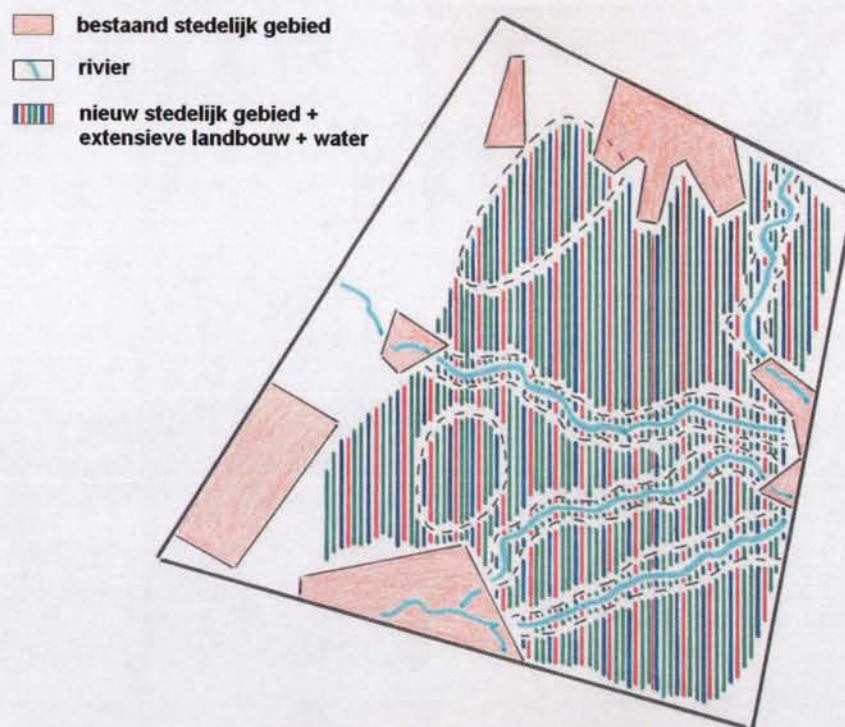 bestaand stedelijk gebied
rivier
nieuw stedelijk gebied +
extensieve landbouw + water